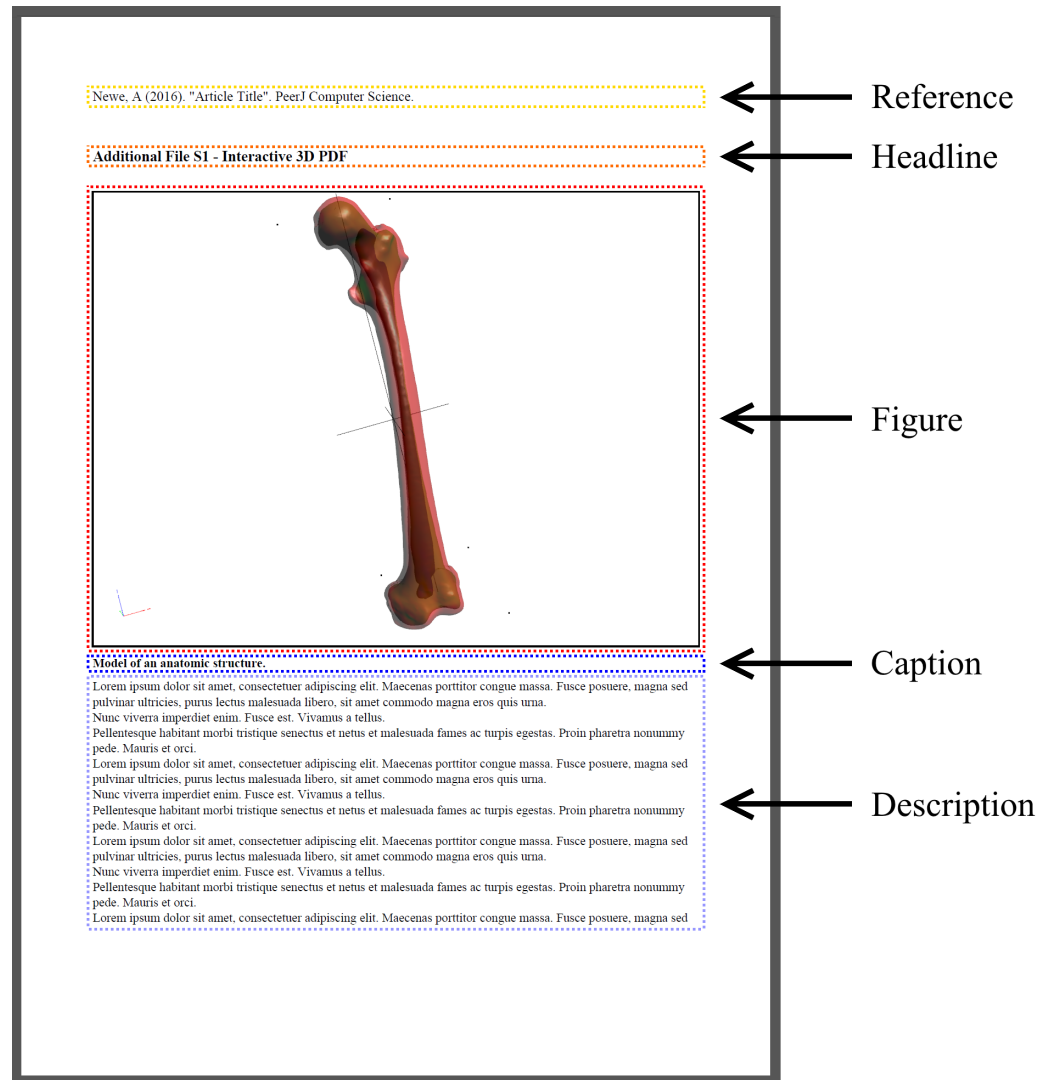 Newe, A (2016). "Article Title". PeerJ Computer Science.
Reference
Additional File S1 - Interactive 3D PDF
Headline
Figure
Model of an anatomic structure.
Caption
Lorem ipsum dolor sit amet, consectetuer adipiscing elit. Maecenas porttitor congue massa. Fusce posuere, magna sed
pulvinar ultricies, purus lectus malesuada libero, sit amet commodo magna eros quis urna.
Nunc viverra imperdiet enim. Fusce est. Vivamus a tellus.
Pellentesque habitant morbi tristique senectus et netus et malesuada fames ac turpis egestas. Proin pharetra nonummy
pede. Mauris et orci.
Lorem ipsum dolor sit amet, consectetuer adipiscing elit. Maecenas porttitor congue massa. Fusce posuere, magna sed
pulvinar ultricies, purus lectus malesuada libero, sit amet commodo magna eros quis urna.
Nunc viverra imperdiet enim. Fusce est. Vivamus a tellus.
Pellentesque habitant morbi tristique senectus et netus et malesuada fames ac turpis egestas. Proin pharetra nonummy
pede. Mauris et orci.
Lorem ipsum dolor sit amet, consectetuer adipiscing elit. Maecenas porttitor congue massa. Fusce posuere, magna sed
pulvinar ultricies, purus lectus malesuada libero, sit amet commodo magna eros quis urna.
Nunc viverra imperdiet enim. Fusce est. Vivamus a tellus.
Pellentesque habitant morbi tristique senectus et netus et malesuada fames ac turpis egestas. Proin pharetra nonummy
pede. Mauris et orci.
Lorem ipsum dolor sit amet, consectetuer adipiscing elit. Maecenas porttitor congue massa. Fusce posuere, magna sed
Description